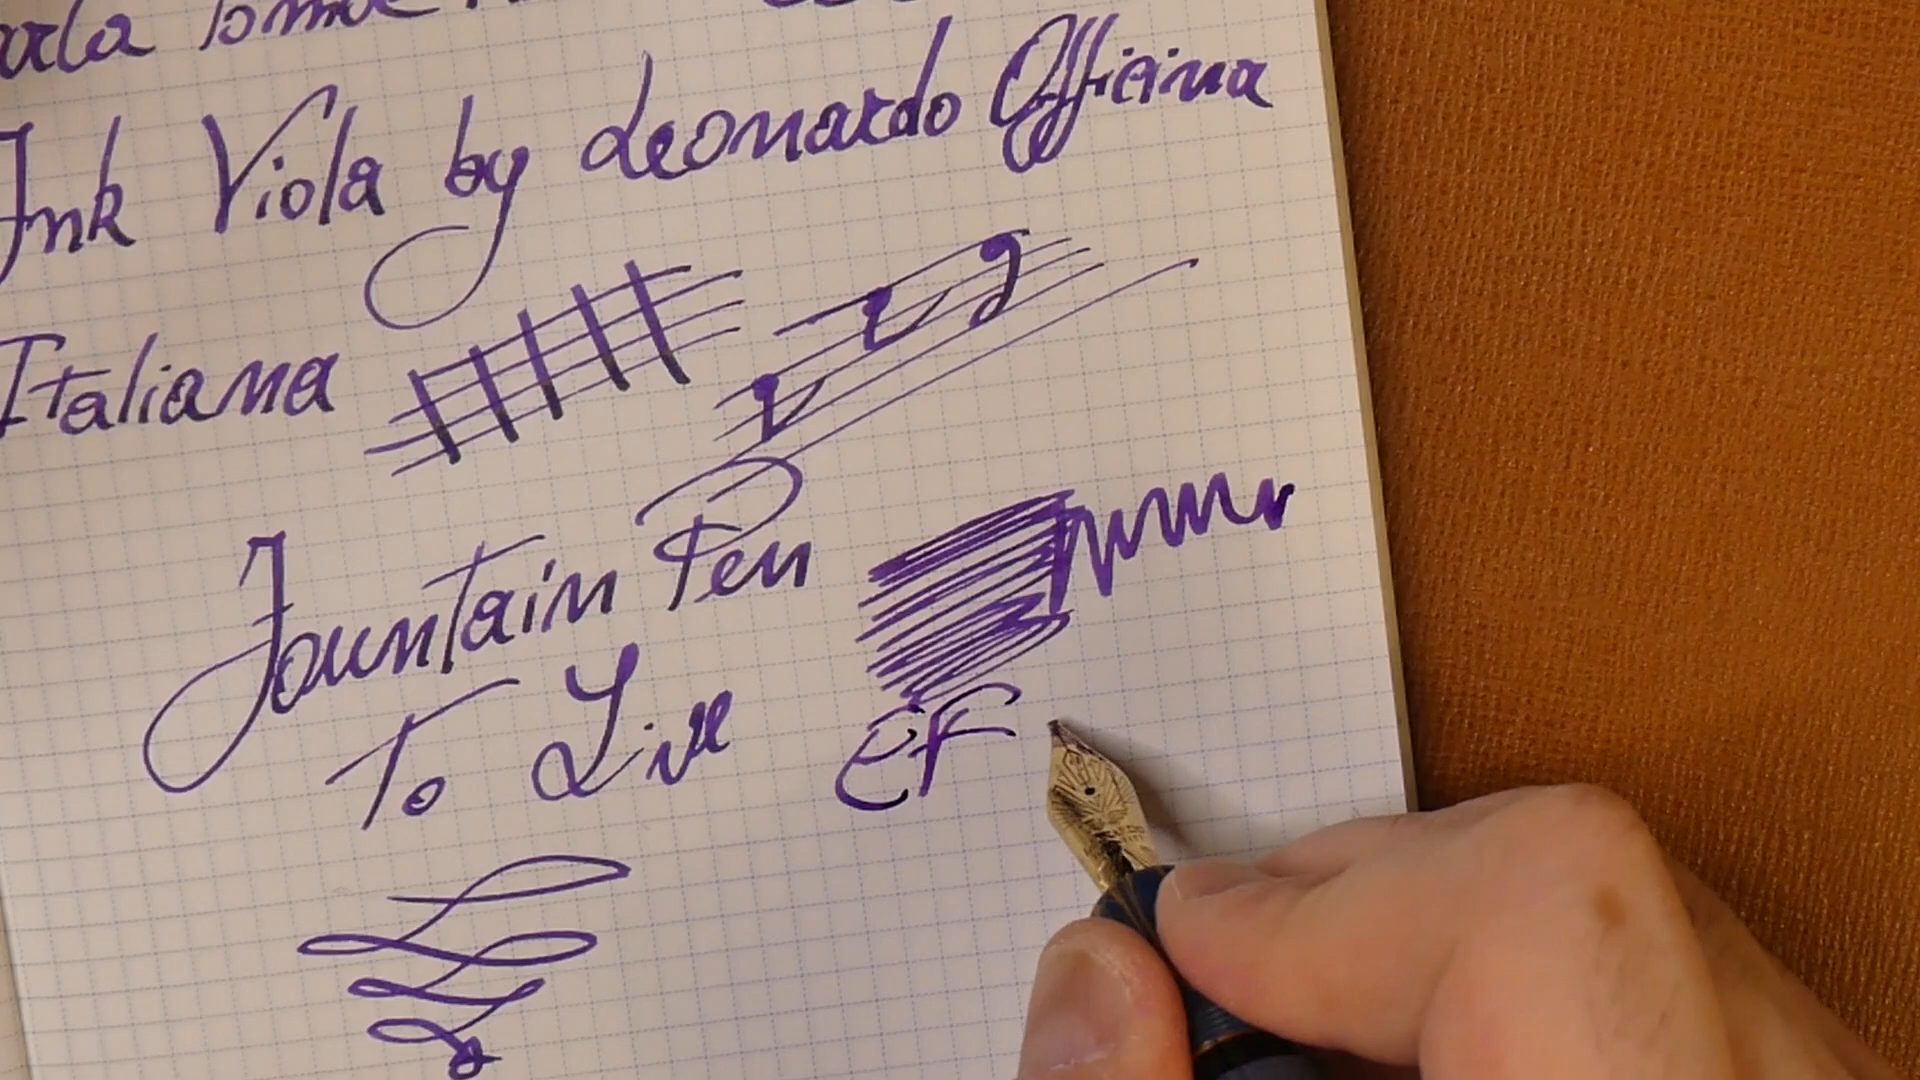 Ink Viola by Leonardo Officina
Italiana
Fountain Pen
To Live
EF